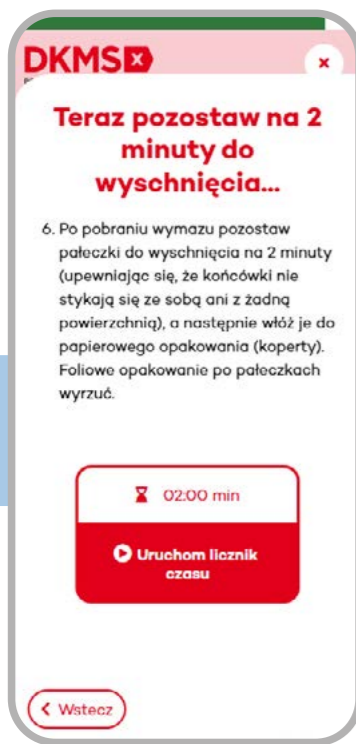 DKMS
x
Teraz pozostaw na 2
minuty do
wyschnięcia...
6. Po pobraniu wymazu pozostaw
pałeczki do wyschnięcia na 2 minuty
(upewniając się, że końcówki nie
stykają się ze sobą ani z żadną
powierzchnią), a następnie włóż je do
papierowego opakowania (koperty).
Foliowe opakowanie po pałeczkach
wyrzuć.
02:00 min
Uruchom licznik
czasu
Wstecz